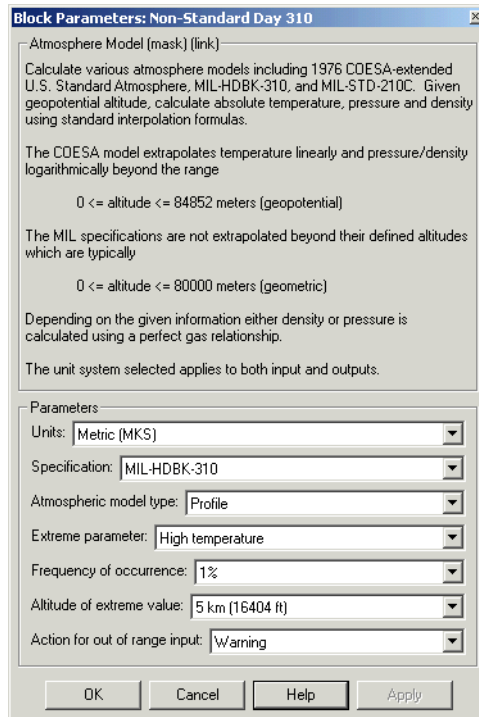 Block Parameters: Non-Standard Day 310
Atmosphere Model (mask) (link)
Calculate various atmosphere models including 1976 COESA-extended
U.S. Standard Atmosphere, MIL-HDBK-310, and MIL-STD-210C.  Given
geopotential altitude, calculate absolute temperature, pressure and density
using standard interpolation formulas.
The COESA model extrapolates temperature linearly and pressure/density
logarithmically beyond the range
0 <= altitude <= 84852 meters (geopotential)
The MIL specifications are not extrapolated beyond their defined altitudes
which are typically
0 <= altitude <= 80000 meters (geometric)
Depending on the given information either density or pressure is
calculated using a perfect gas relationship.
The unit system selected applies to both input and outputs.
Parameters
Units: Metric (MKS)
Specification: MIL-HDBK-310
Atmospheric model type: Profile
Extreme parameter: High temperature
Frequency of occurrence: 1%
Altitude of extreme value: 5 km (16404 ft)
Action for out of range input: Warning
OK Cancel Help Apply